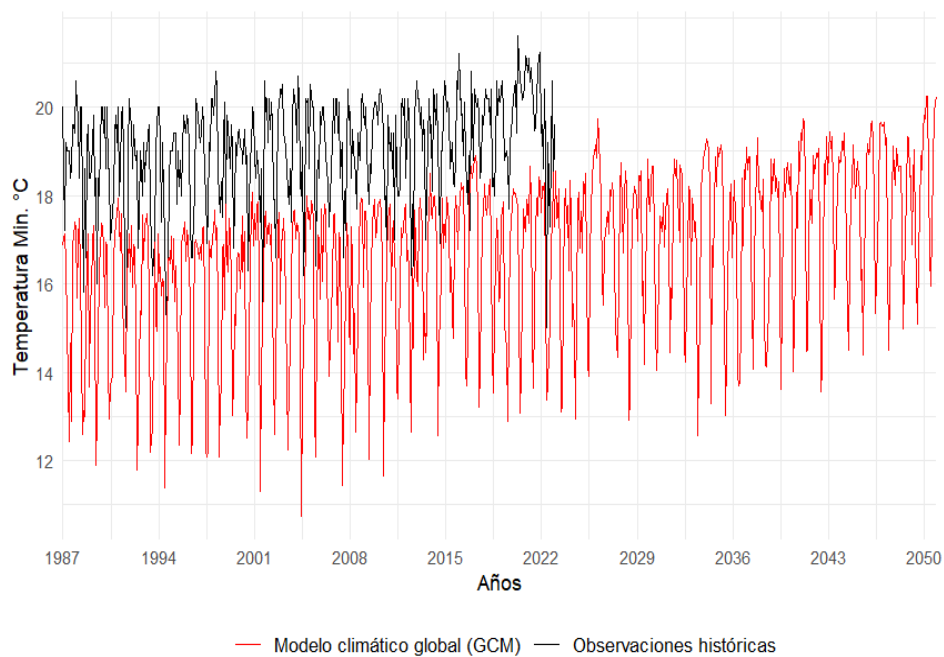 Temperatura Min. °C
20
18
16
14
12
1987 1994 2001 2008 2015 2022 2029 2036 2043 2050
Años
Modelo climático global (GCM) Observaciones históricas